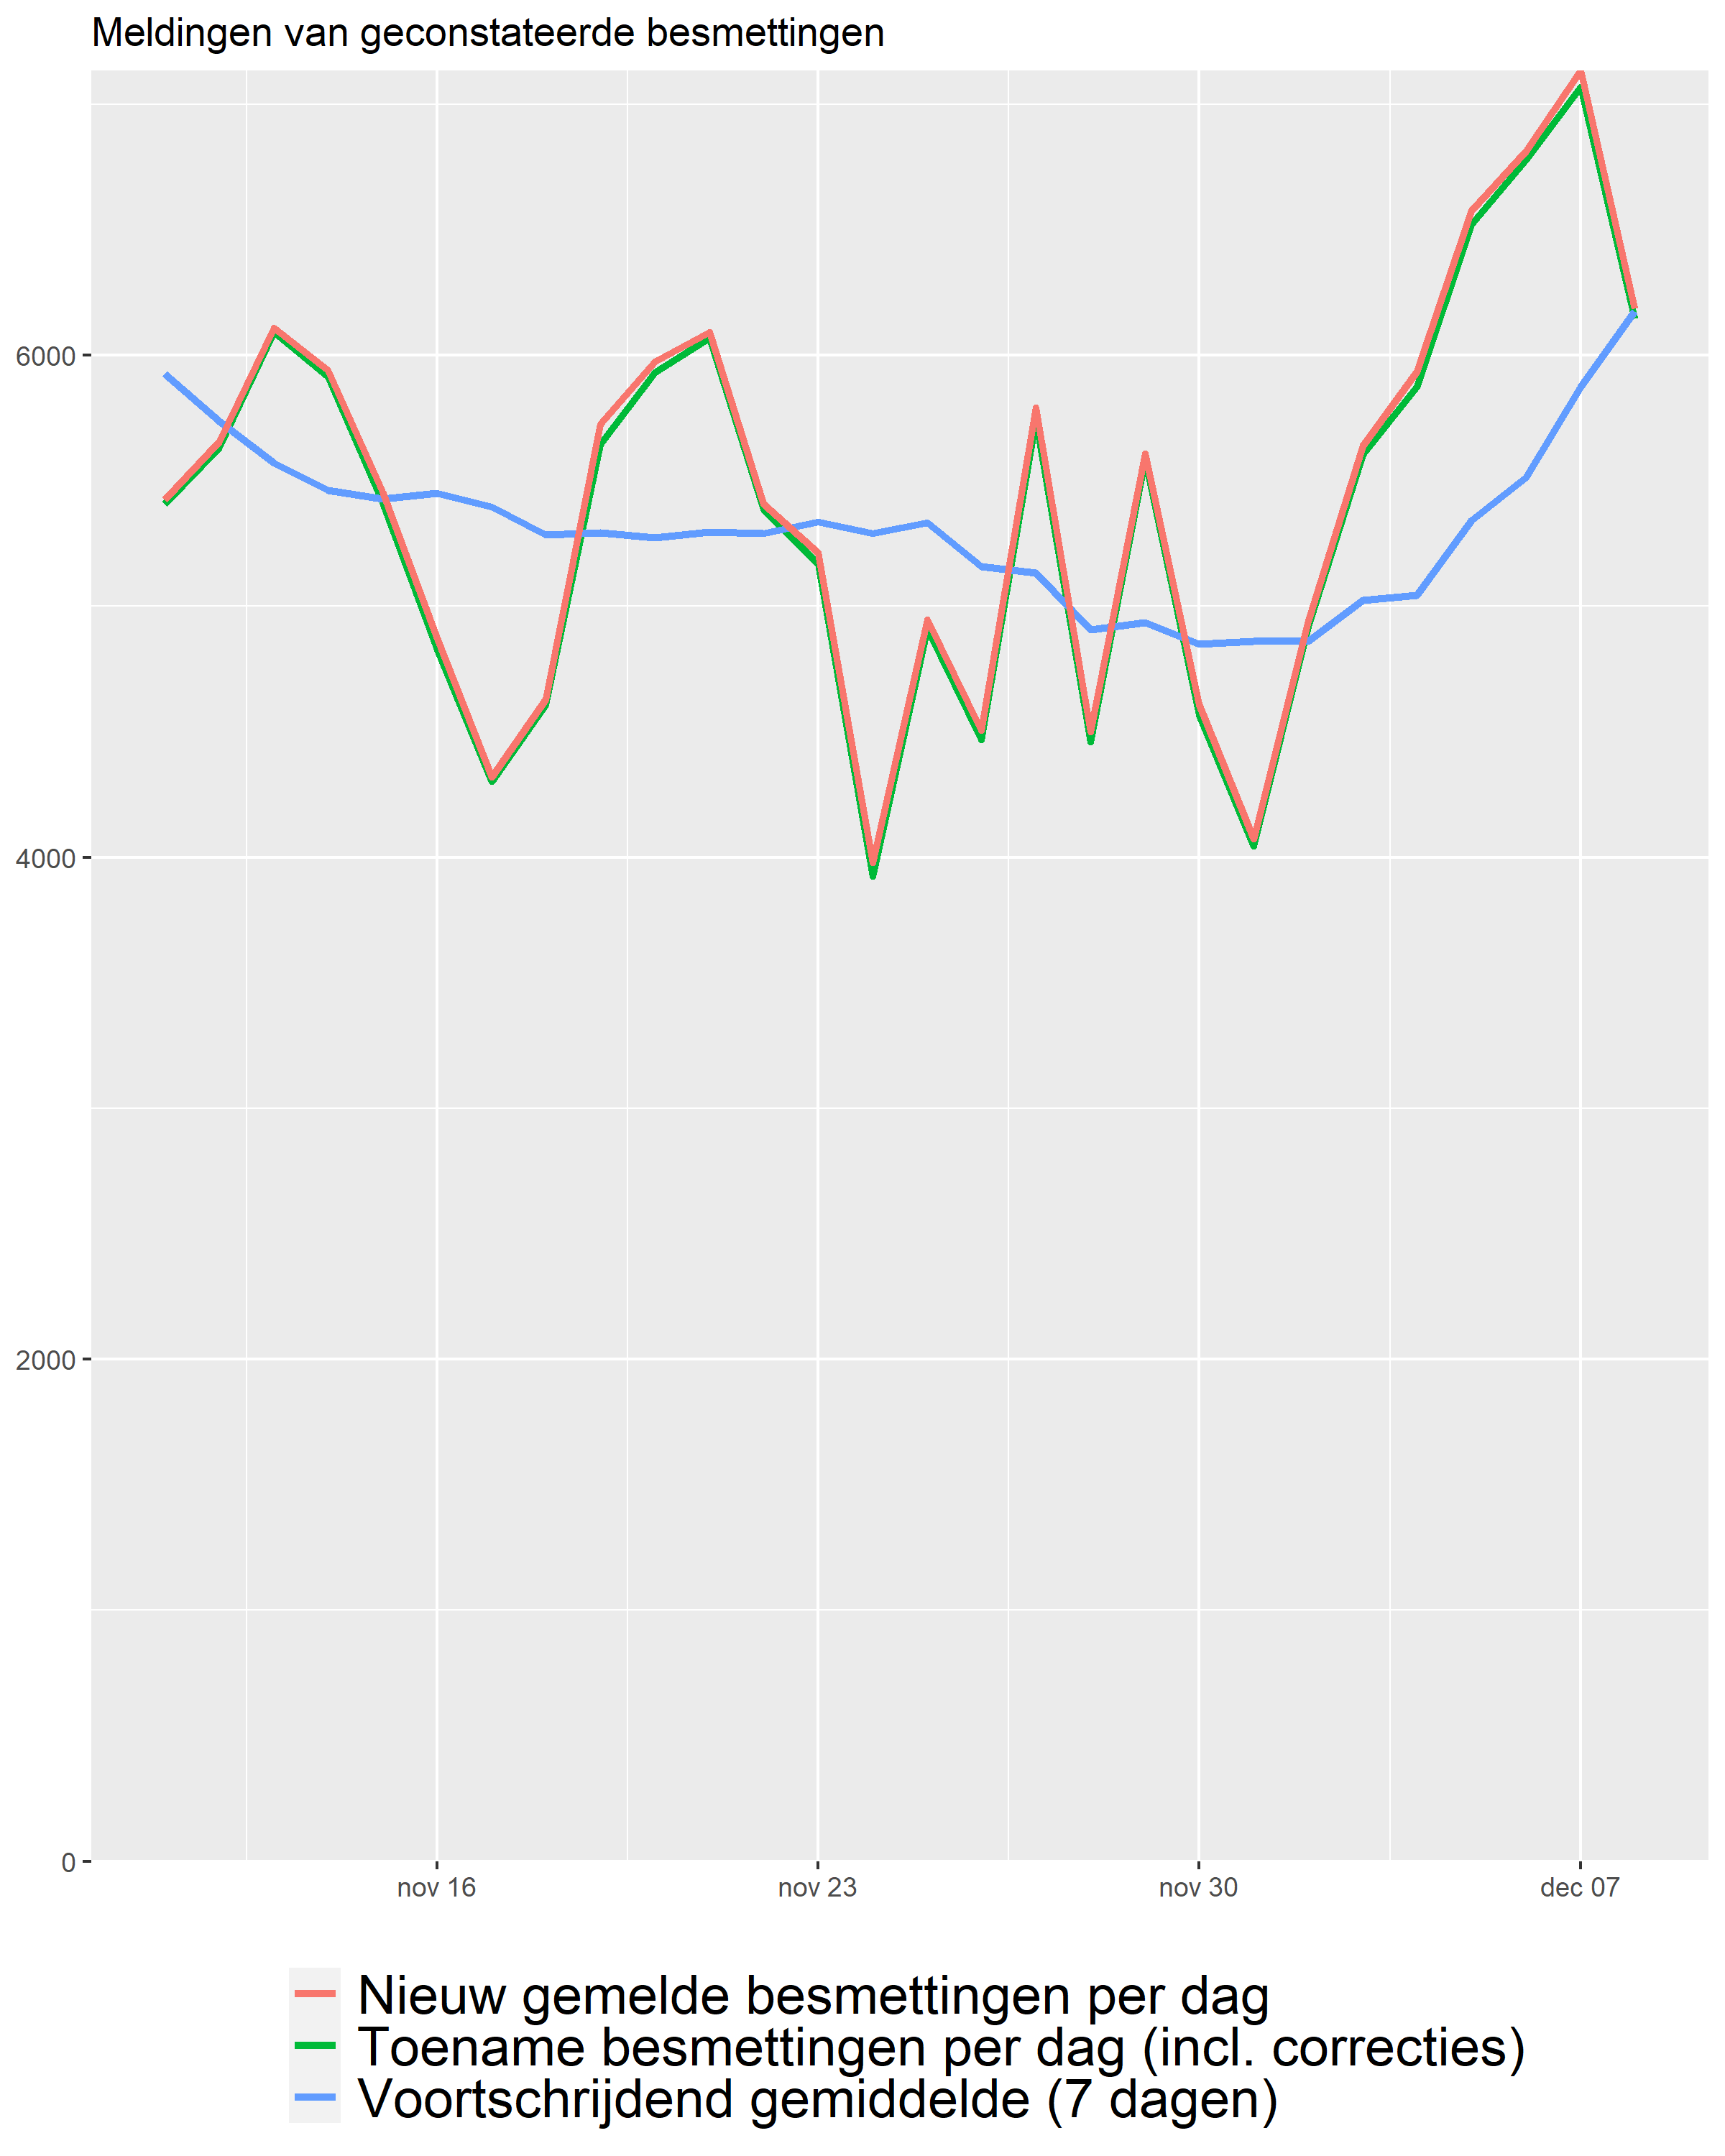 Meldingen van geconstateerde besmettingen
6000
4000
2000
0
nov 16
nov 23
nov 30
dec 07
Nieuw gemelde besmettingen per dag
Toename besmettingen per dag (incl. correcties)
Voortschrijdend gemiddelde (7 dagen)